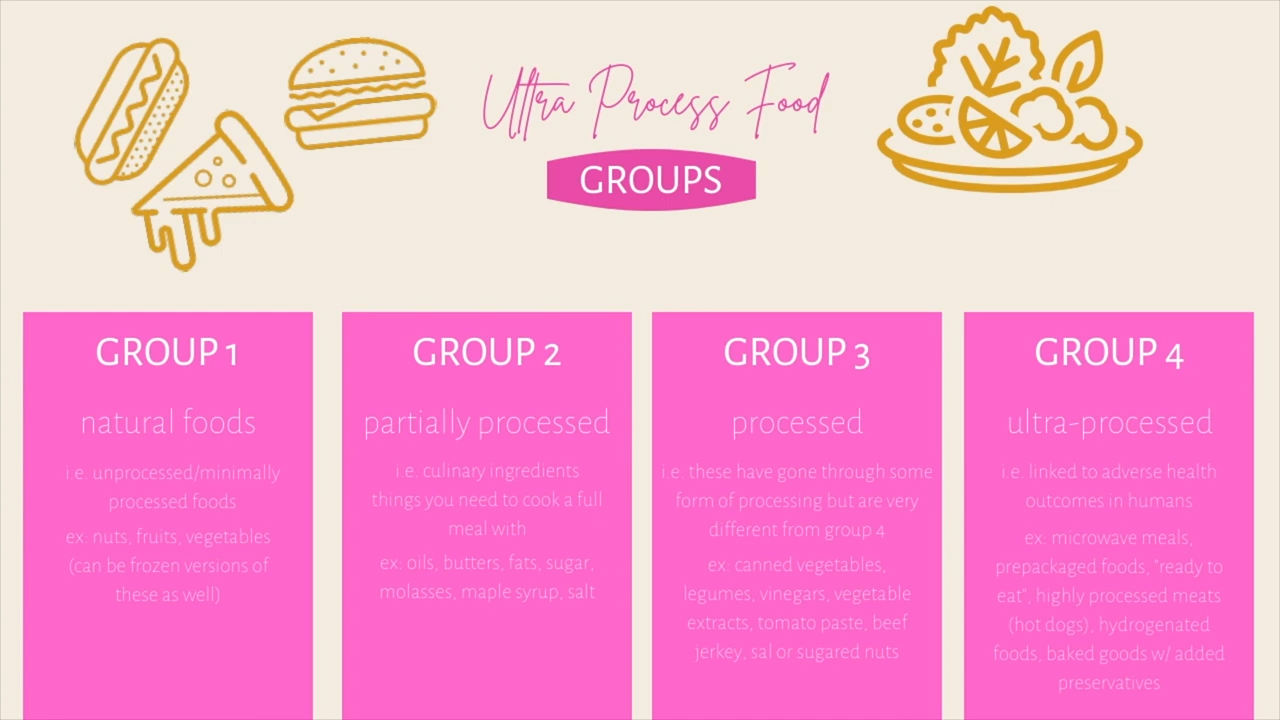 Ultra Process Food
GROUPS
GROUP 1
natural foods
i.e. unprocessed/minimally
processed foods
ex: nuts, fruits, vegetables
(can be frozen versions of
these as well)
GROUP 2
partially processed
i.e. culinary ingredients
things you need to cook a full
meal with
ex: oils, butters, fats, sugar,
molasses, maple syrup, salt
GROUP 3
processed
i.e. these have gone through some
form of processing but are very
different from group 4
ex: canned vegetables,
legumes, vinegars, vegetable
extracts, tomato paste, beef
jerkey, sal or sugared nuts
GROUP 4
ultra-processed
i.e. linked to adverse health
outcomes in humans
ex: microwave meals,
prepackaged foods, "ready to
eat", highly processed meats
(hot dogs), hydrogenated
foods, baked goods w/ added
preservatives